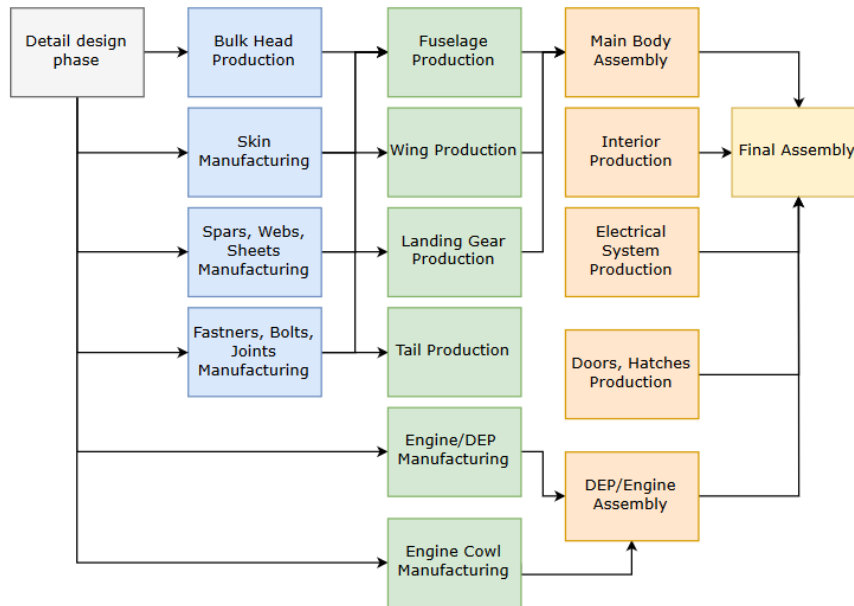 Detail design
phase
Bulk Head
Production
Fuselage
Production
Main Body
Assembly
Skin
Manufacturing
Wing Production
Interior
Production
Final Assembly
Spars, Webs,
Sheets
Manufacturing
Landing Gear
Production
Electrical
System
Production
Fastners, Bolts,
Joints
Manufacturing
Tail Production
Doors, Hatches
Production
Engine/DEP
Manufacturing
DEP/Engine
Assembly
Engine Cowl
Manufacturing